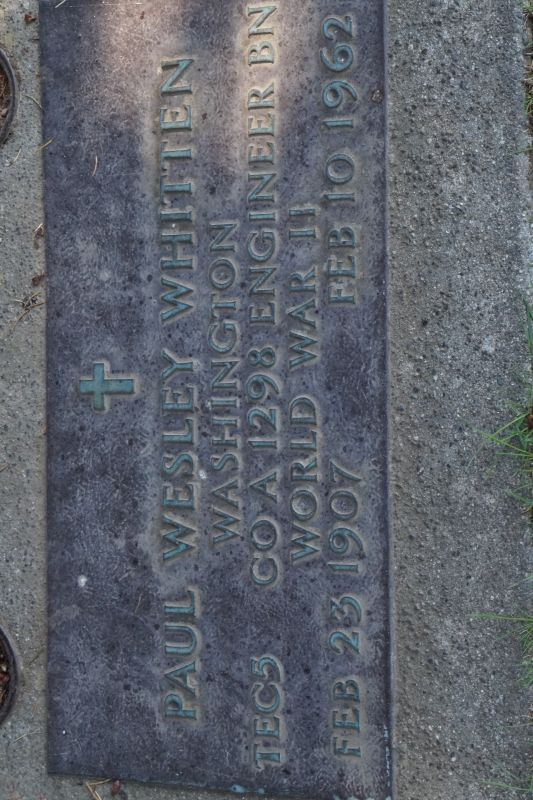 PAUL WESLEY WHITTEN
WASHINGTON
TEC5 CO A 1298 ENGINEER BN
WORLD WAR II
FEB 23 1907 FEB 10 1962